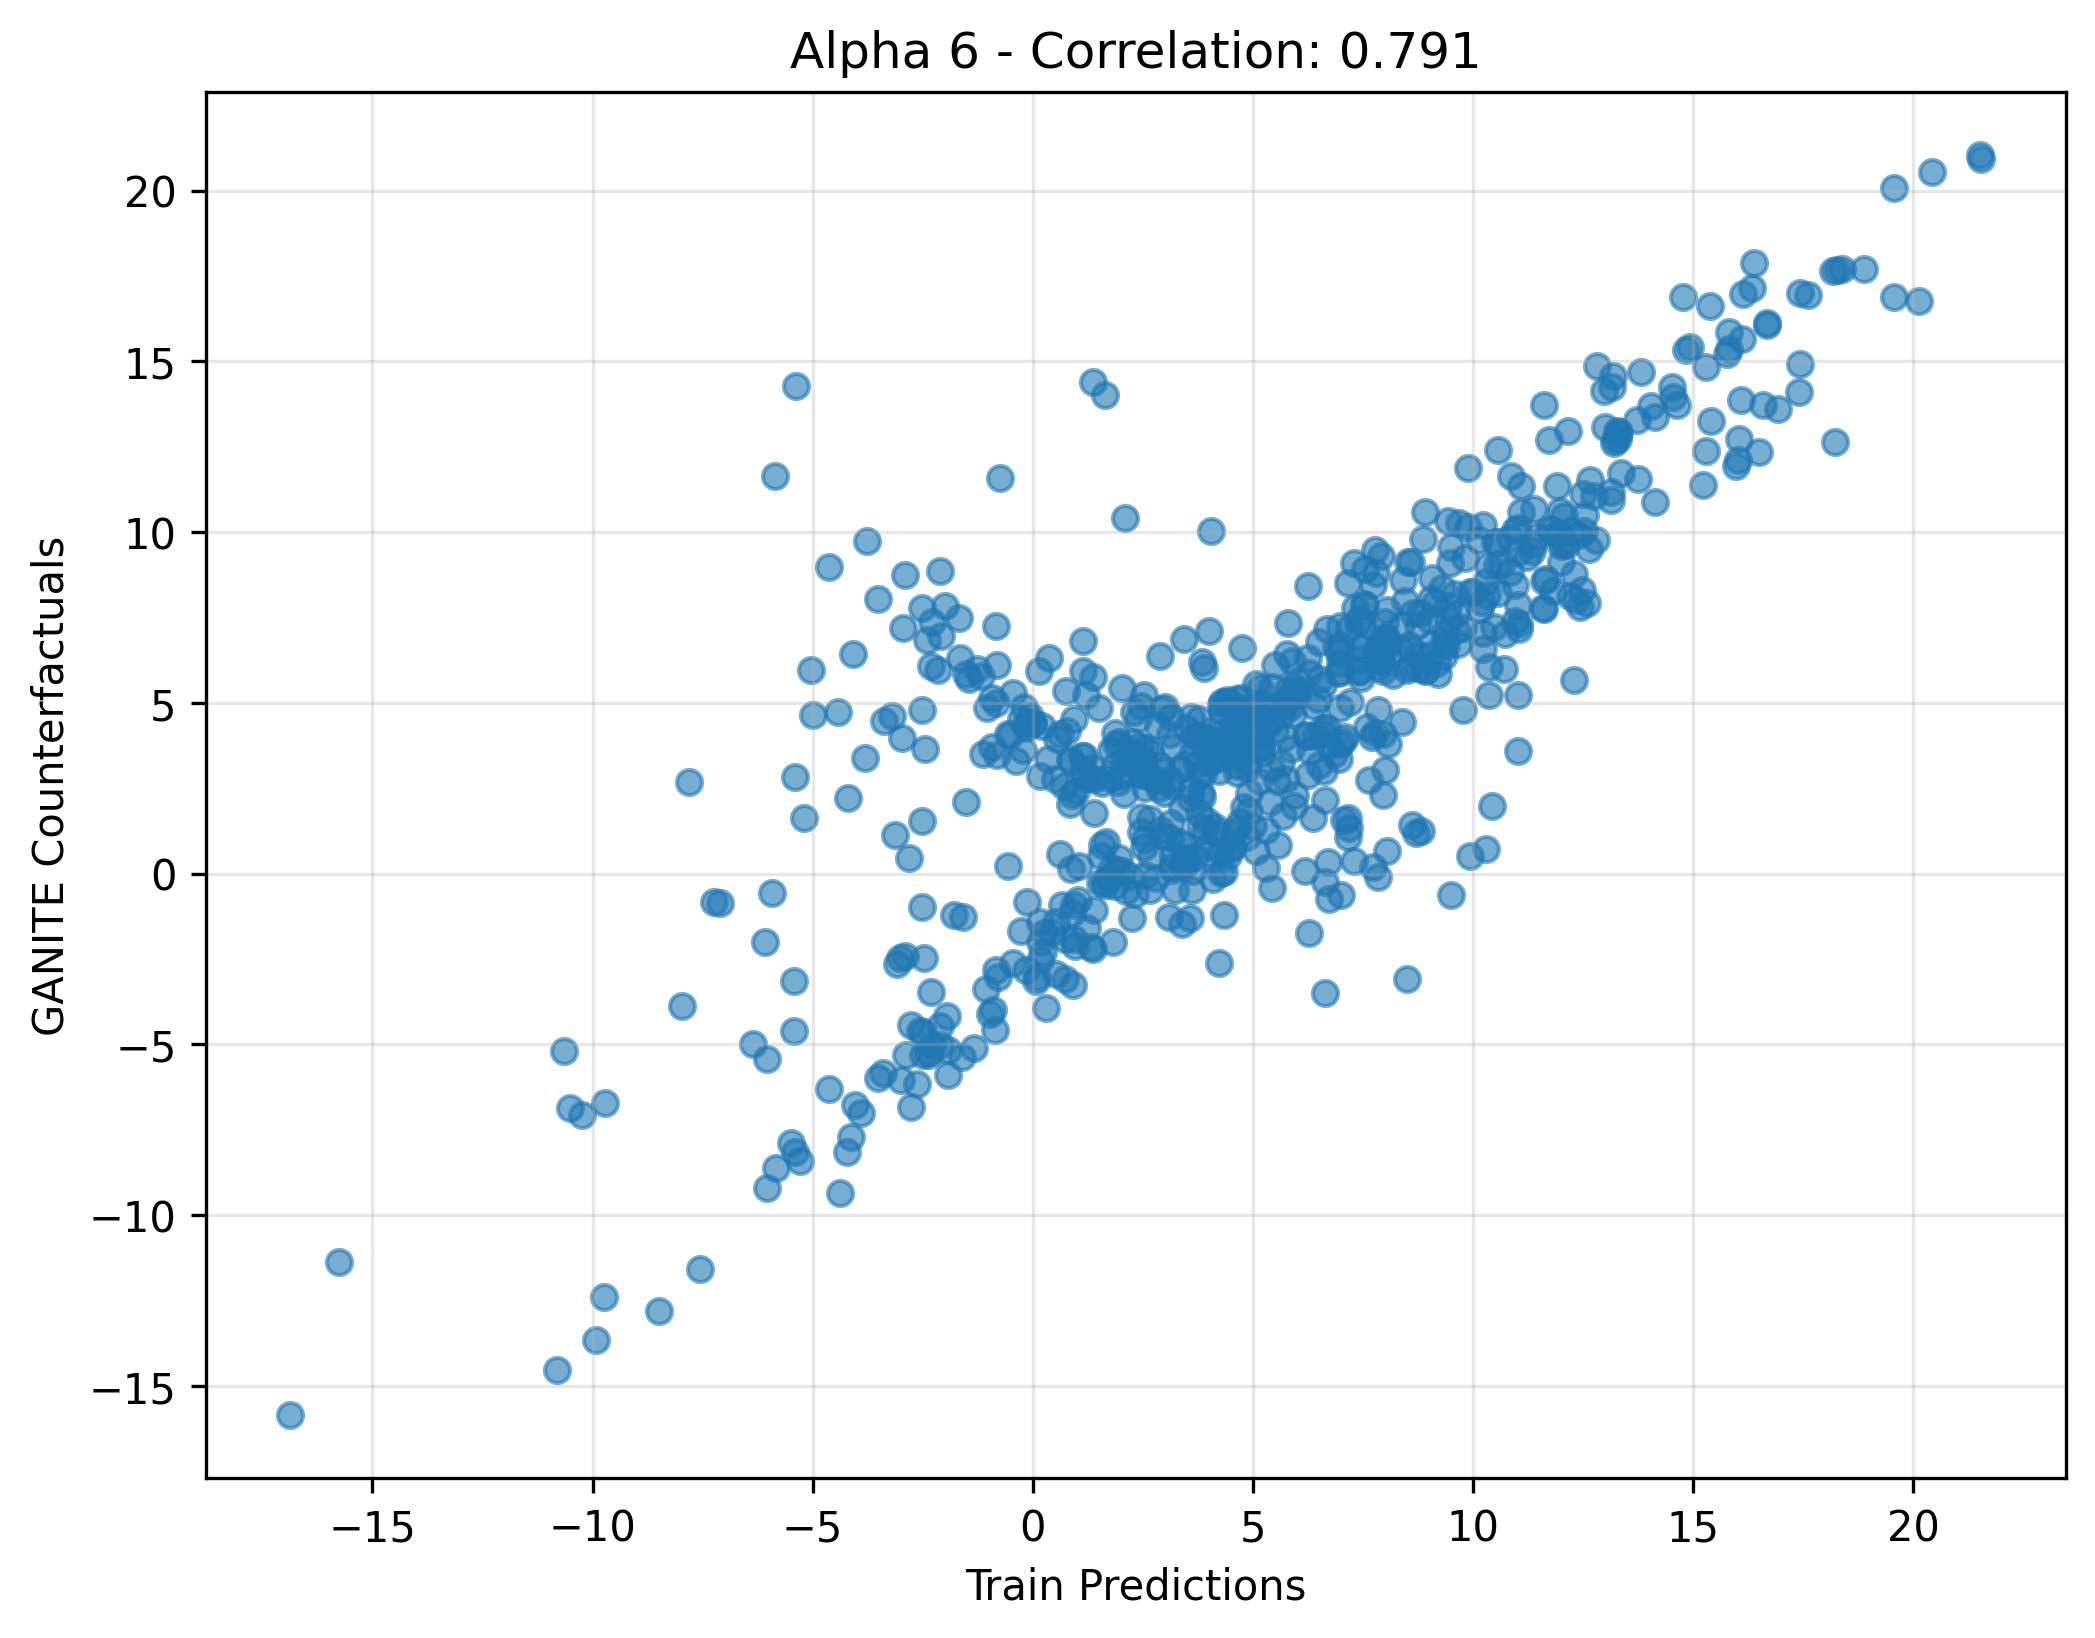 Alpha 6 - Correlation: 0.791
20
15
10
5
0
−5
−10
−15
GANITE Counterfactuals
−15 −10 −5 0 5 10 15 20
Train Predictions